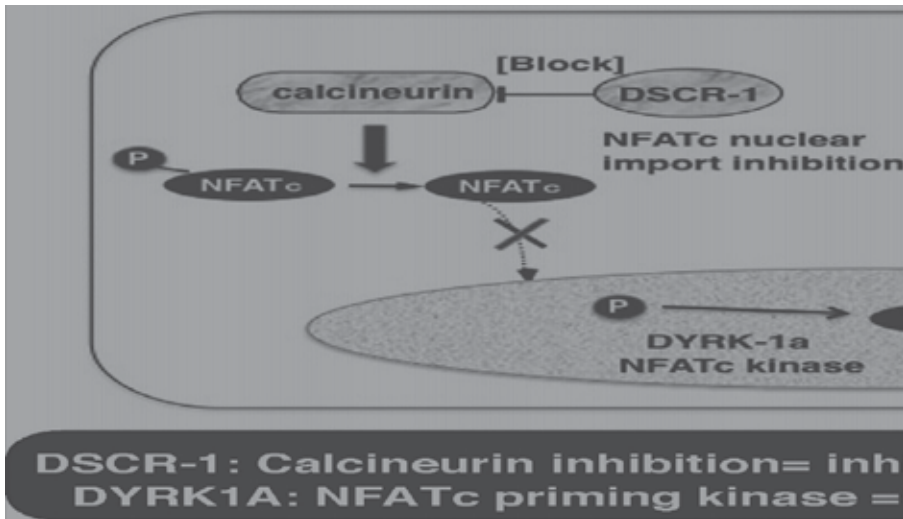 [Block]
calcineurin
DSCR-1
NFATc nuclear
import inhibition
P
NFATc
NFATc
P
DYRK-1a
NFATc kinase
DSCR-1: Calcineurin inhibition= inh
DYRK1A: NFATc priming kinase =